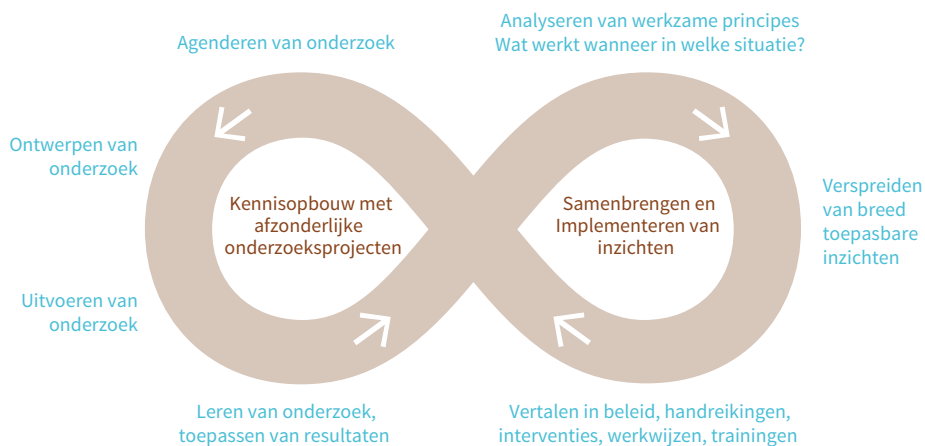 Agenderen van onderzoek
Ontwerpen van
onderzoek
Uitvoeren van
onderzoek
Leren van onderzoek,
toepassen van resultaten
Kennisopbouw met
afzonderlijke
onderzoeksprojecten
Analyseren van werkzame principes
Wat werkt wanneer in welke situatie?
Verspreiden
van breed
toepasbare
inzichten
Vertalen in beleid, handreikingen,
interventies, werkwijzen, trainingen
Samenbrengen en
Implementeren van
inzichten